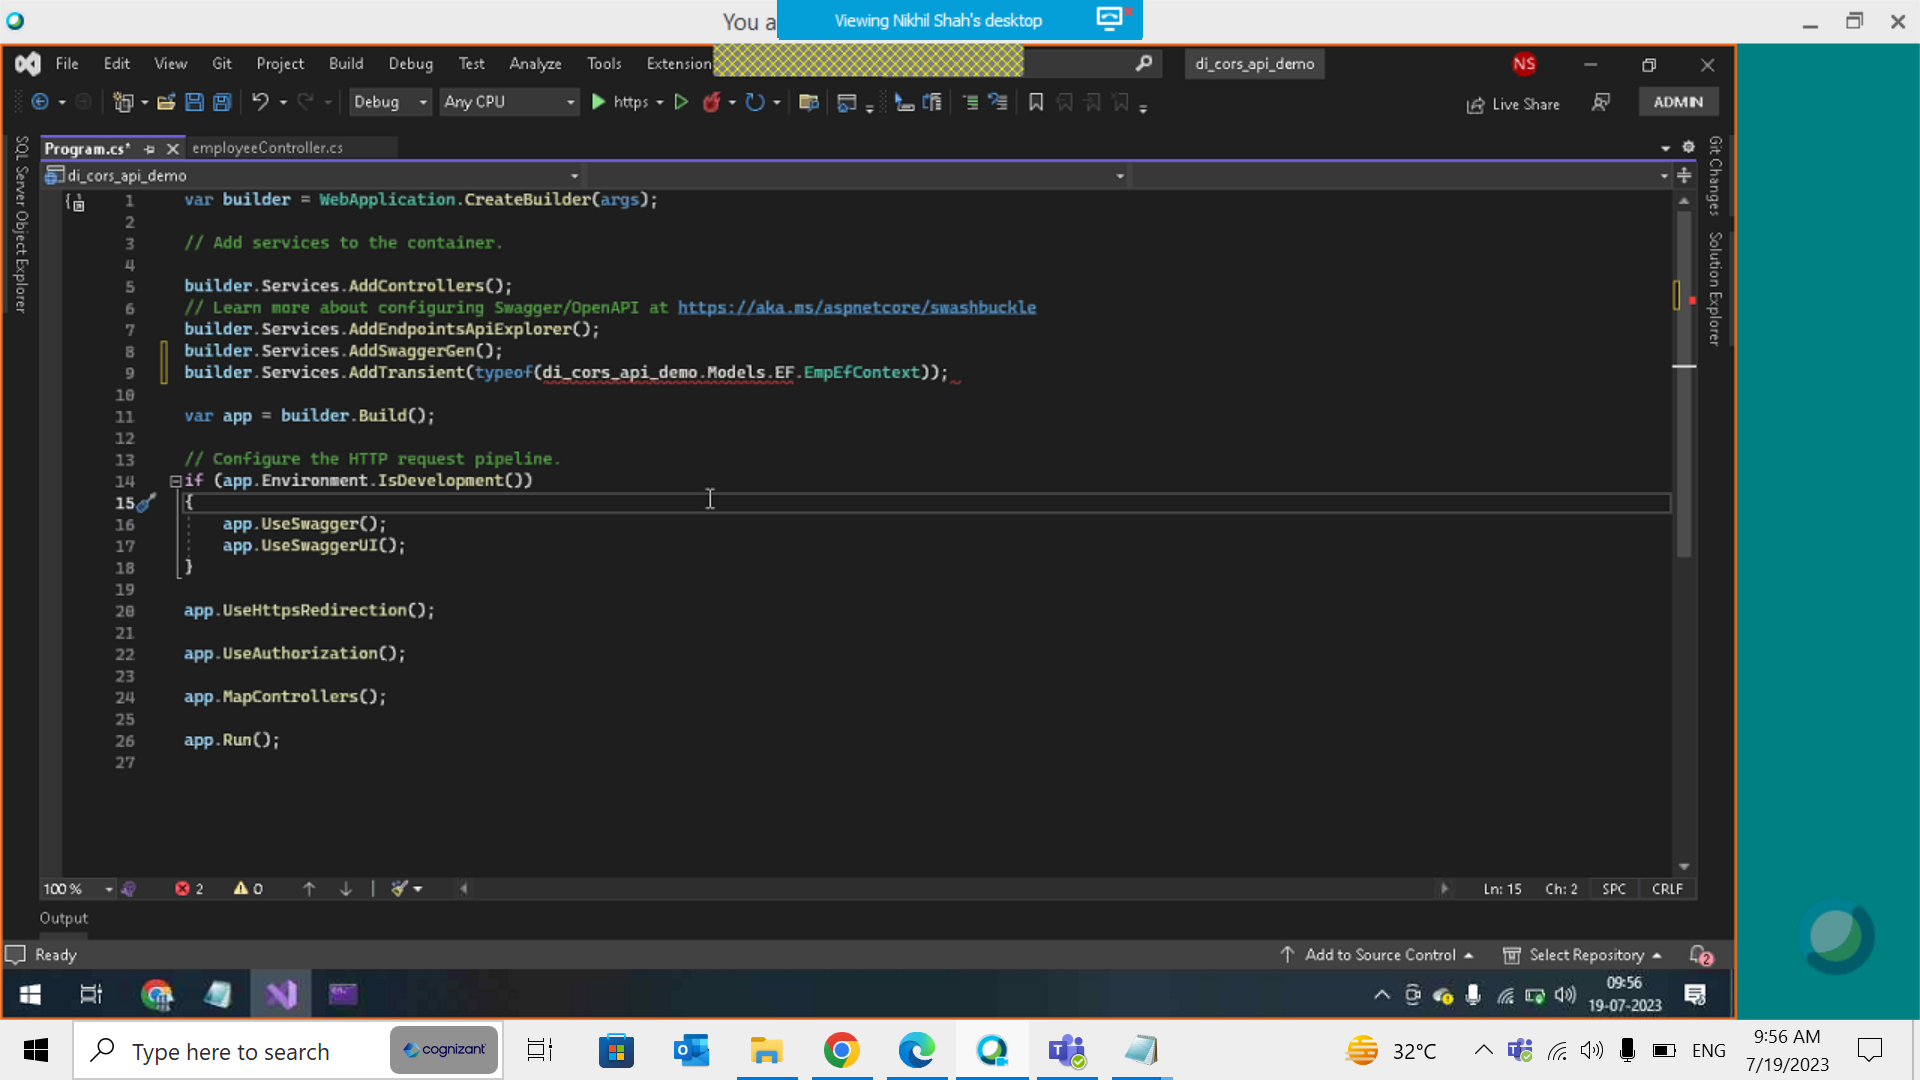 You a
Viewing Nikhil Shah's desktop
File Edit View Git Project Build Debug Test Analyze Tools Extension
di_cors_api_demo
NS
Debug Any CPU https
Live Share
ADMIN
SQL Server Object Explorer
Program.cs* employeeController.cs
di_cors_api_demo
Git Changes
Solution Explorer
1 var builder = WebApplication.CreateBuilder(args);
2
3 // Add services to the container.
4
5 builder.Services.AddControllers();
6 // Learn more about configuring Swagger/OpenAPI at https://aka.ms/aspnetcore/swashbuckle
7 builder.Services.AddEndpointsApiExplorer();
8 builder.Services.AddSwaggerGen();
9 builder.Services.AddTransient(typeof(di_cors_api_demo.Models.EF.EmpEfContext));
10
11 var app = builder.Build();
12
13 // Configure the HTTP request pipeline.
14 if (app.Environment.IsDevelopment())
15 {
16 app.UseSwagger();
17 app.UseSwaggerUI();
18 }
19
20 app.UseHttpsRedirection();
21
22 app.UseAuthorization();
23
24 app.MapControllers();
25
26 app.Run();
27
100 % 2 0 Ln: 15 Ch: 2 SPC CRLF
Output
Ready
Add to Source Control Select Repository 2
09:56
19-07-2023
Type here to search
cognizant
32°C
ENG
9:56 AM
7/19/2023